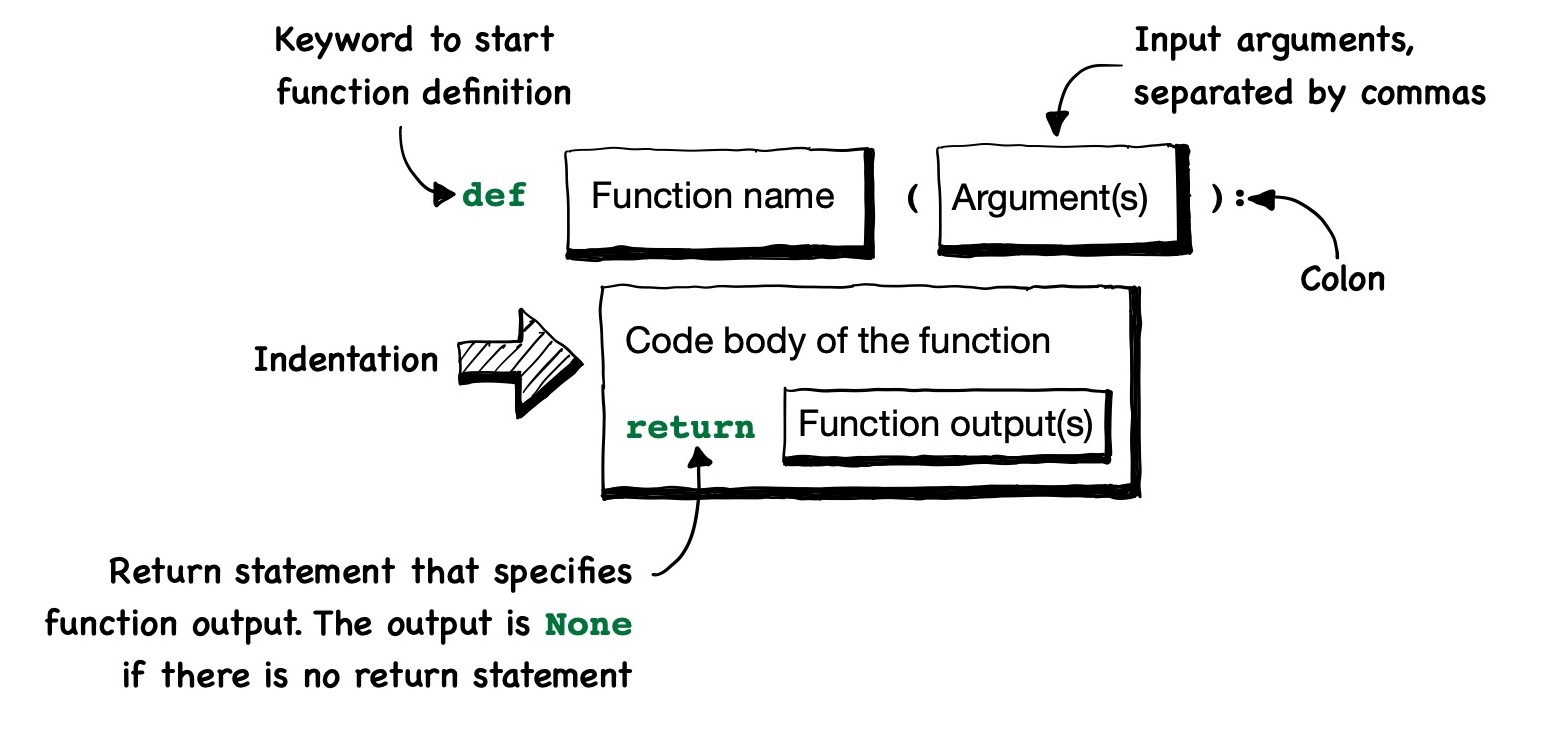 Keyword to start
function definition
Input arguments,
separated by commas
def Function name ( Argument(s) ):
Colon
Indentation
Code body of the function
return Function output(s)
Return statement that specifies
function output. The output is None
if there is no return statement